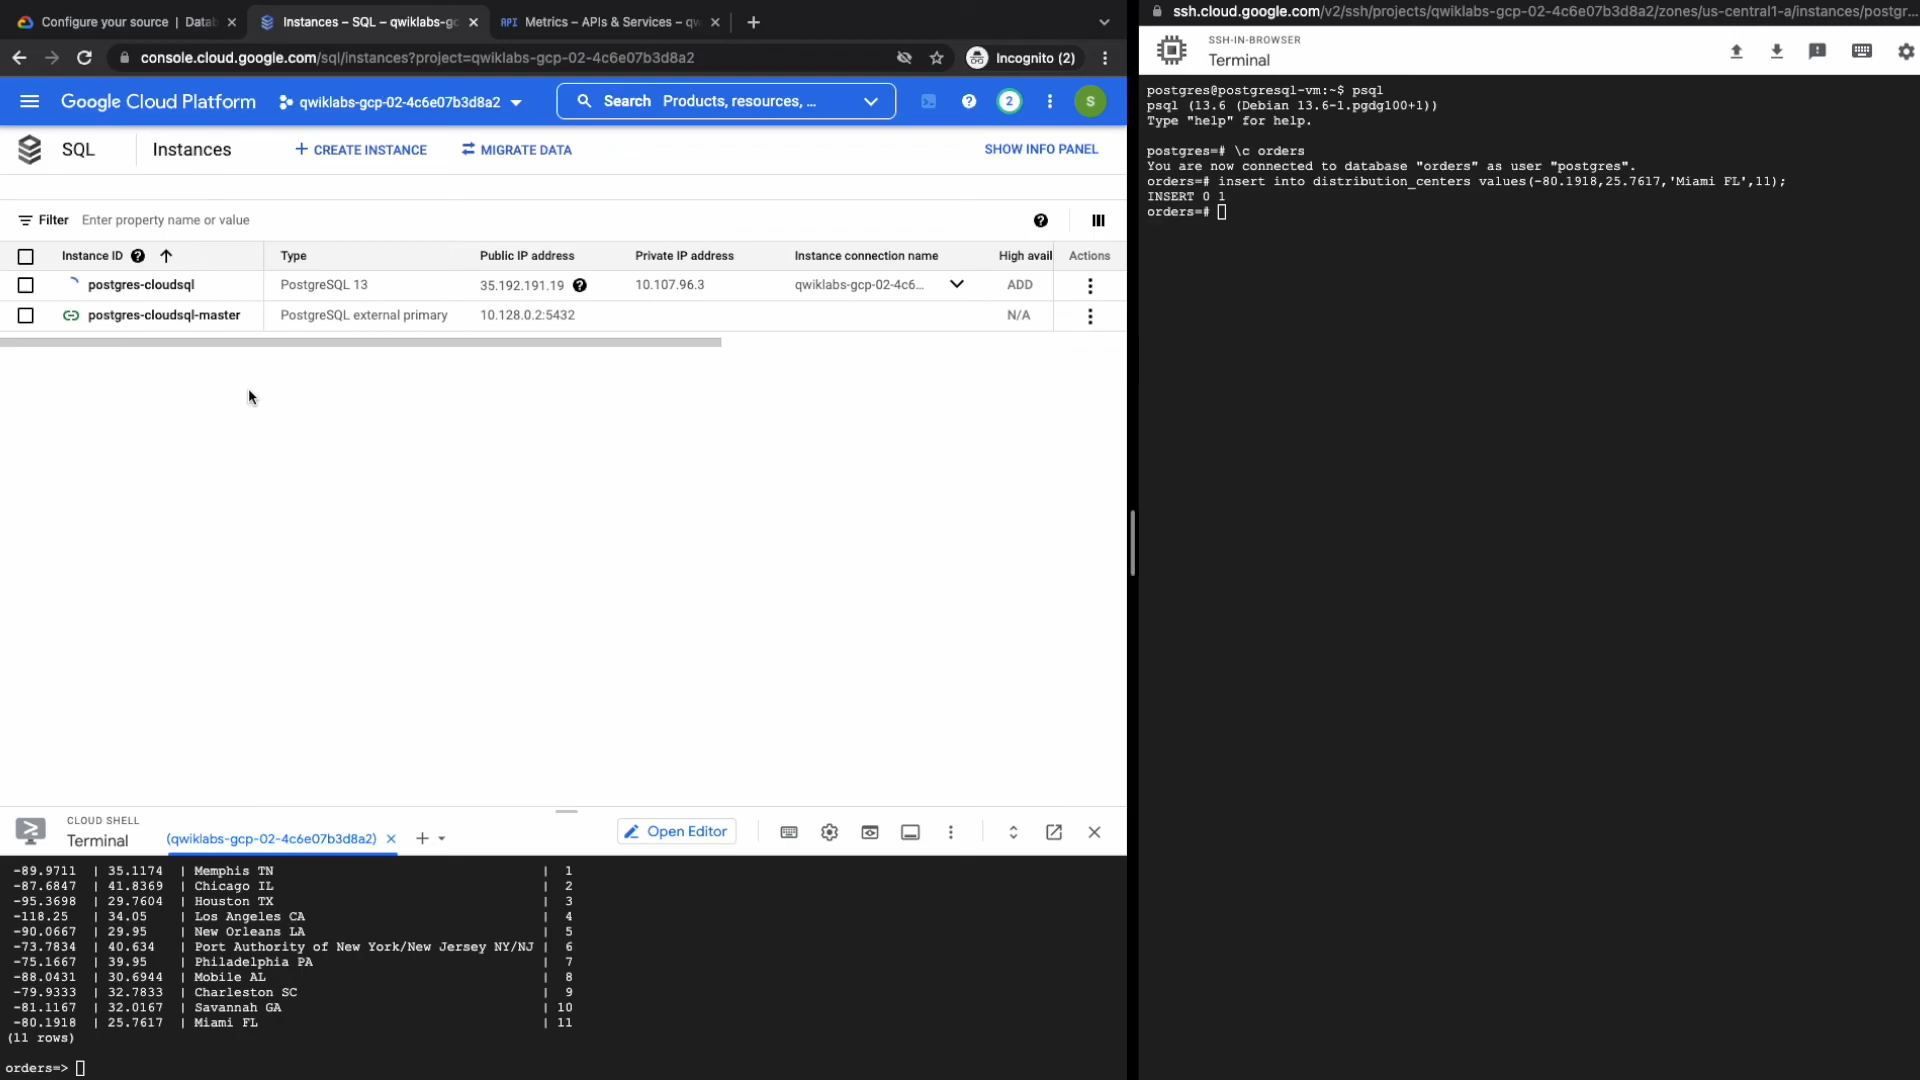 Configure your source | Datab
Instances – SQL – qwiklabs-gc
API Metrics – APIs & Services – qw
console.cloud.google.com/sql/instances?project=qwiklabs-gcp-02-4c6e07b3d8a2
Incognito (2)
Google Cloud Platform
qwiklabs-gcp-02-4c6e07b3d8a2
Search Products, resources, ...
2
S
SQL
Instances
CREATE INSTANCE
MIGRATE DATA
SHOW INFO PANEL
Filter Enter property name or value
Instance ID Type Public IP address Private IP address Instance connection name High avail Actions
postgres-cloudsql PostgreSQL 13 35.192.191.19 10.107.96.3 qwiklabs-gcp-02-4c6... ADD
postgres-cloudsql-master PostgreSQL external primary 10.128.0.2:5432 N/A
CLOUD SHELL
Terminal
(qwiklabs-gcp-02-4c6e07b3d8a2)
Open Editor
-89.9711 | 35.1174 | Memphis TN | 1
-87.6847 | 41.8369 | Chicago IL | 2
-95.3698 | 29.7604 | Houston TX | 3
-118.25 | 34.05 | Los Angeles CA | 4
-90.0667 | 29.95 | New Orleans LA | 5
-73.7834 | 40.634 | Port Authority of New York/New Jersey NY/NJ | 6
-75.1667 | 39.95 | Philadelphia PA | 7
-88.0431 | 30.6944 | Mobile AL | 8
-79.9333 | 32.7833 | Charleston SC | 9
-81.1167 | 32.0167 | Savannah GA | 10
-80.1918 | 25.7617 | Miami FL | 11
(11 rows)
orders=>
ssh.cloud.google.com/v2/ssh/projects/qwiklabs-gcp-02-4c6e07b3d8a2/zones/us-central1-a/instances/postgr...
SSH-IN-BROWSER
Terminal
postgres@postgresql-vm:~$ psql
psql (13.6 (Debian 13.6-1.pgdg100+1))
Type "help" for help.
postgres=# \c orders
You are now connected to database "orders" as user "postgres".
orders=# insert into distribution_centers values(-80.1918,25.7617,'Miami FL',11);
INSERT 0 1
orders=#